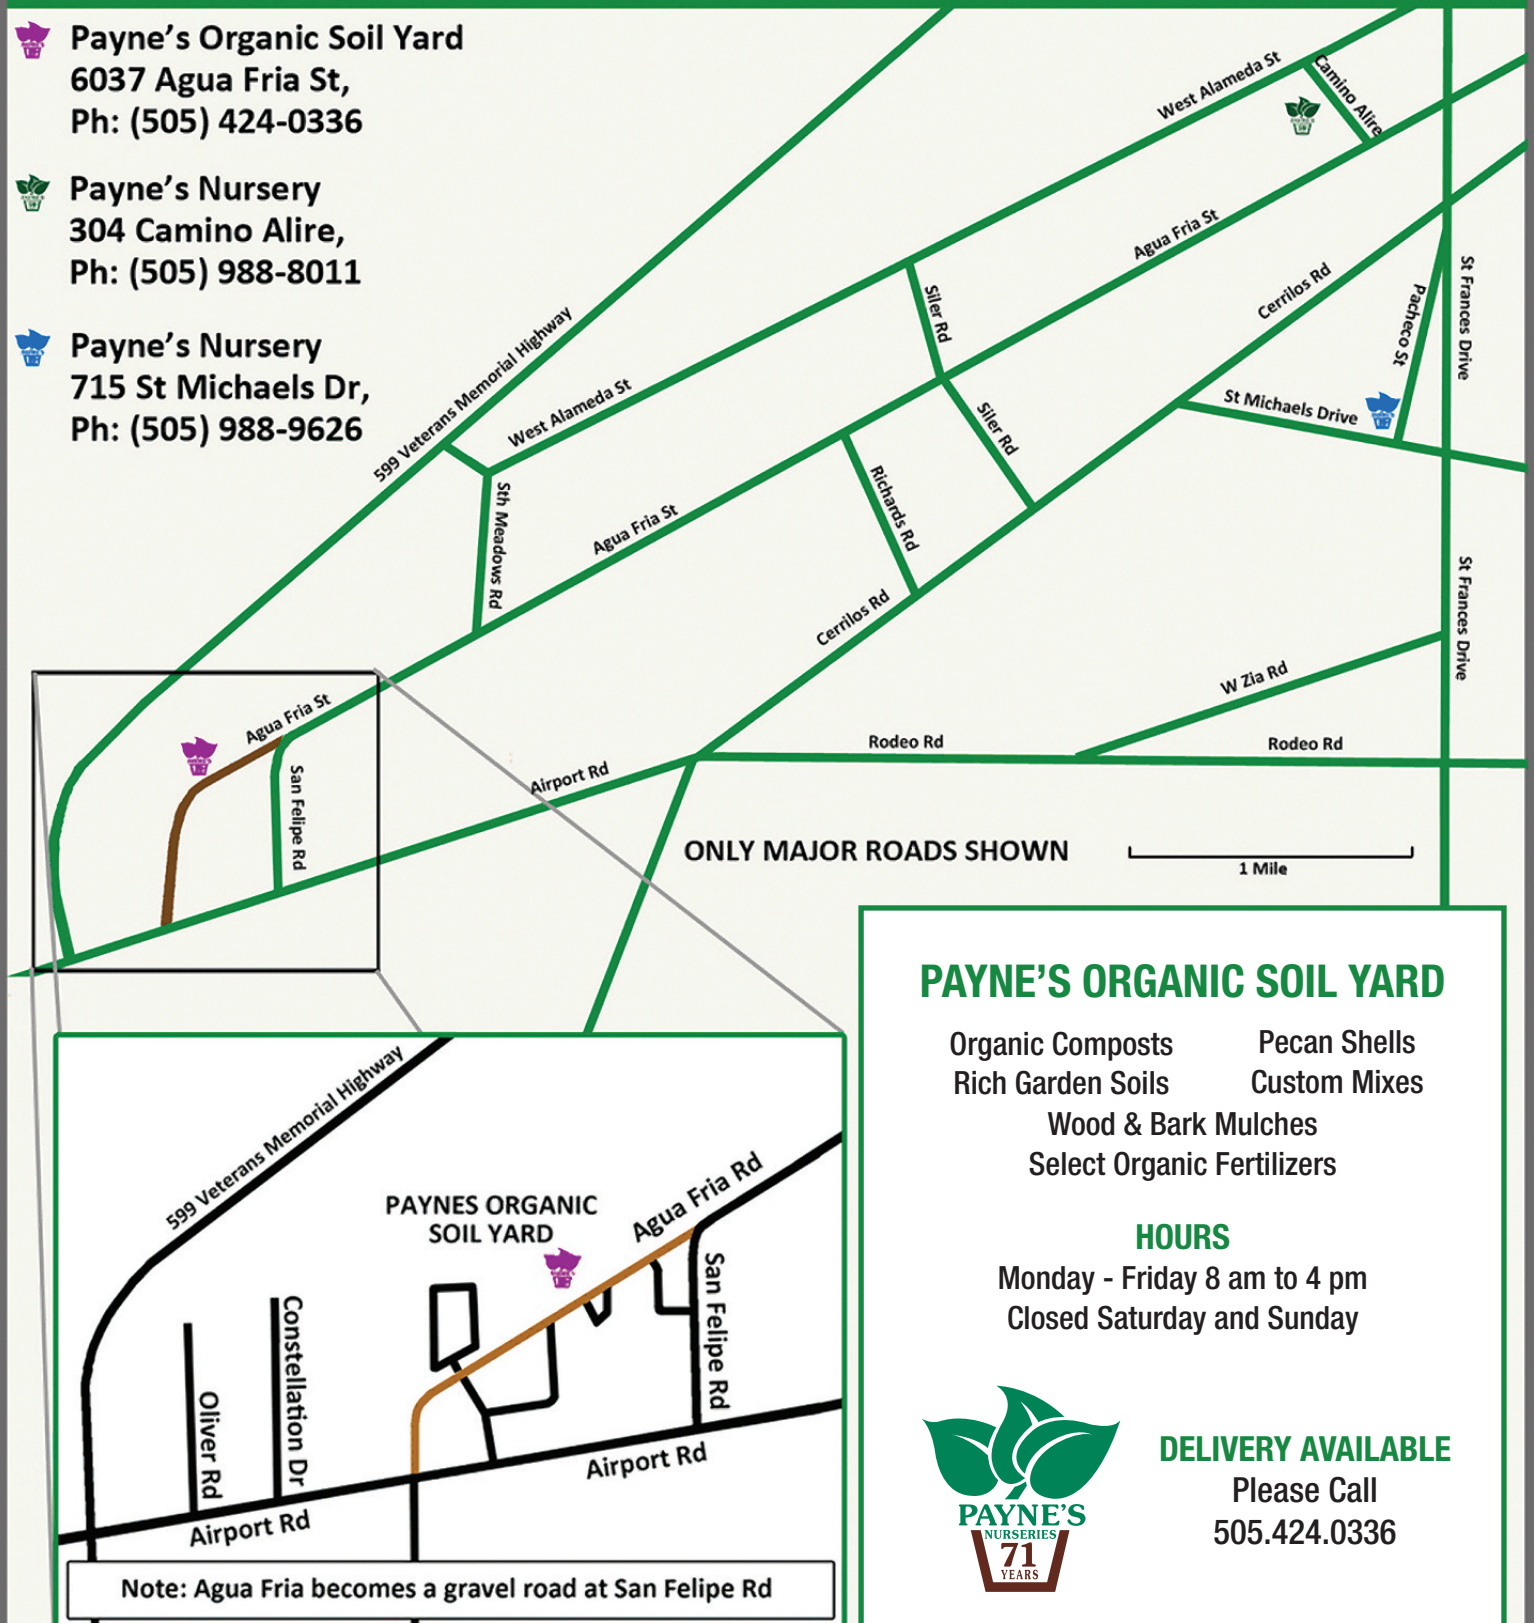 Payne's Organic Soil Yard
6037 Agua Fria St,
Ph: (505) 424-0336
Payne's Nursery
304 Camino Alire,
Ph: (505) 988-8011
Payne's Nursery
715 St Michaels Dr,
Ph: (505) 988-9626
599 Veterans Memorial Highway
West Alameda St
West Alameda St
Camino Alire
Agua Fria St
Cerrilos Rd
Siler Rd
Siler Rd
Pacheco St
St Frances Drive
St Michaels Drive
Sth Meadows Rd
Agua Fria St
Richards Rd
Cerrilos Rd
St Frances Drive
W Zia Rd
Rodeo Rd
Rodeo Rd
Agua Fria St
San Felipe Rd
Airport Rd
ONLY MAJOR ROADS SHOWN
1 Mile
599 Veterans Memorial Highway
PAYNES ORGANIC
SOIL YARD
Agua Fria Rd
San Felipe Rd
Constellation Dr
Oliver Rd
Airport Rd
Airport Rd
Note: Agua Fria becomes a gravel road at San Felipe Rd
PAYNE'S ORGANIC SOIL YARD
Organic Composts
Pecan Shells
Rich Garden Soils
Custom Mixes
Wood & Bark Mulches
Select Organic Fertilizers
HOURS
Monday - Friday 8 am to 4 pm
Closed Saturday and Sunday
PAYNE'S
NURSERIES
71
YEARS
DELIVERY AVAILABLE
Please Call
505.424.0336